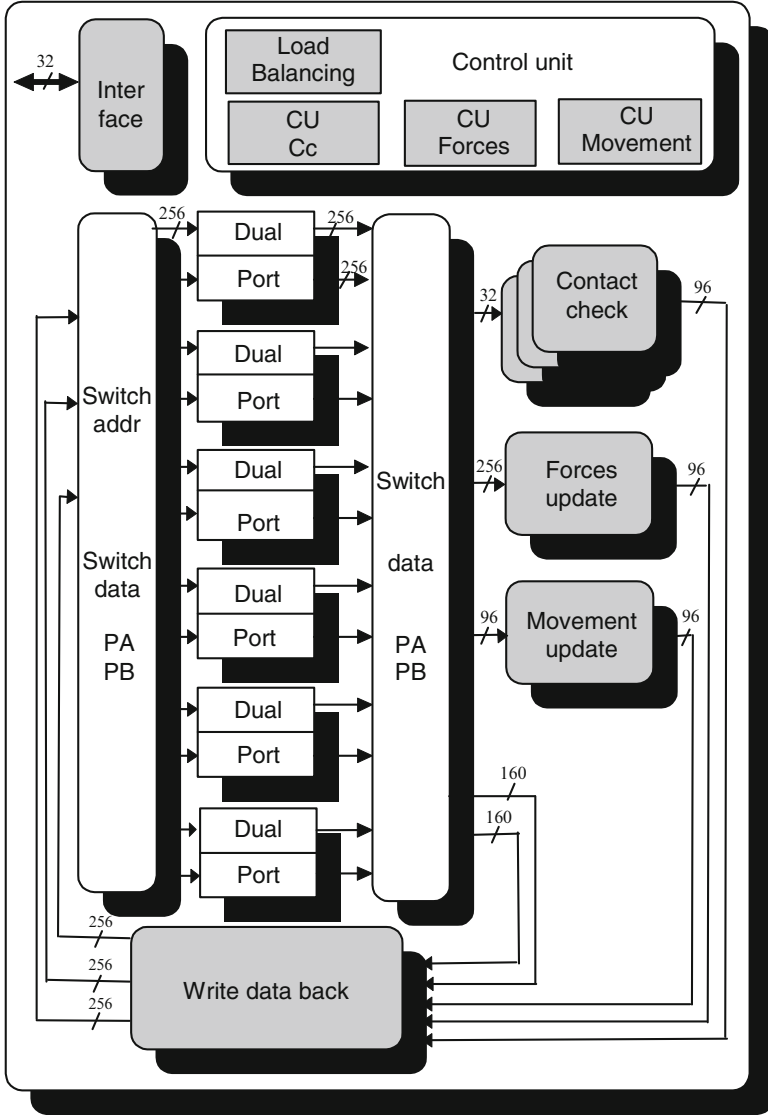 32
Inter
face
Load
Balancing
Control unit
CU
Cc
CU
Forces
CU
Movement
256
Dual
Port
256
256
Dual
Port
Dual
Port
Dual
Port
Dual
Port
Dual
Port
Switch
addr
Switch
data
PA
PB
Switch
data
PA
PB
32
Contact
check
96
256
Forces
update
96
96
Movement
update
96
160
160
256
256
256
Write data back